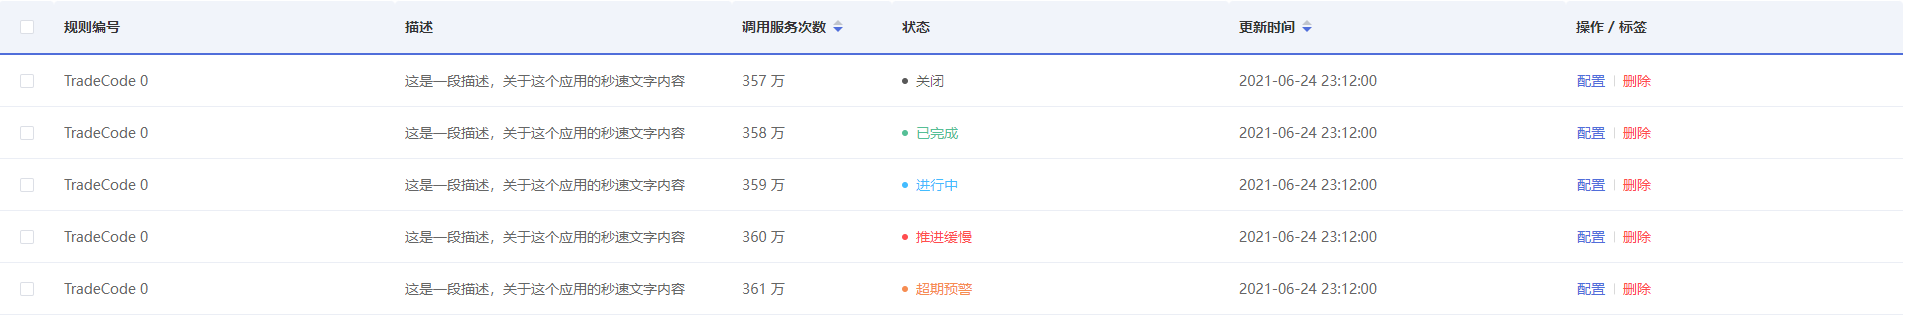 规则编号 描述 调用服务次数 状态 更新时间 操作 / 标签
TradeCode 0 这是一段描述，关于这个应用的秒速文字内容 357 万 关闭 2021-06-24 23:12:00 配置 删除
TradeCode 0 这是一段描述，关于这个应用的秒速文字内容 358 万 已完成 2021-06-24 23:12:00 配置 删除
TradeCode 0 这是一段描述，关于这个应用的秒速文字内容 359 万 进行中 2021-06-24 23:12:00 配置 删除
TradeCode 0 这是一段描述，关于这个应用的秒速文字内容 360 万 推进缓慢 2021-06-24 23:12:00 配置 删除
TradeCode 0 这是一段描述，关于这个应用的秒速文字内容 361 万 超期预警 2021-06-24 23:12:00 配置 删除